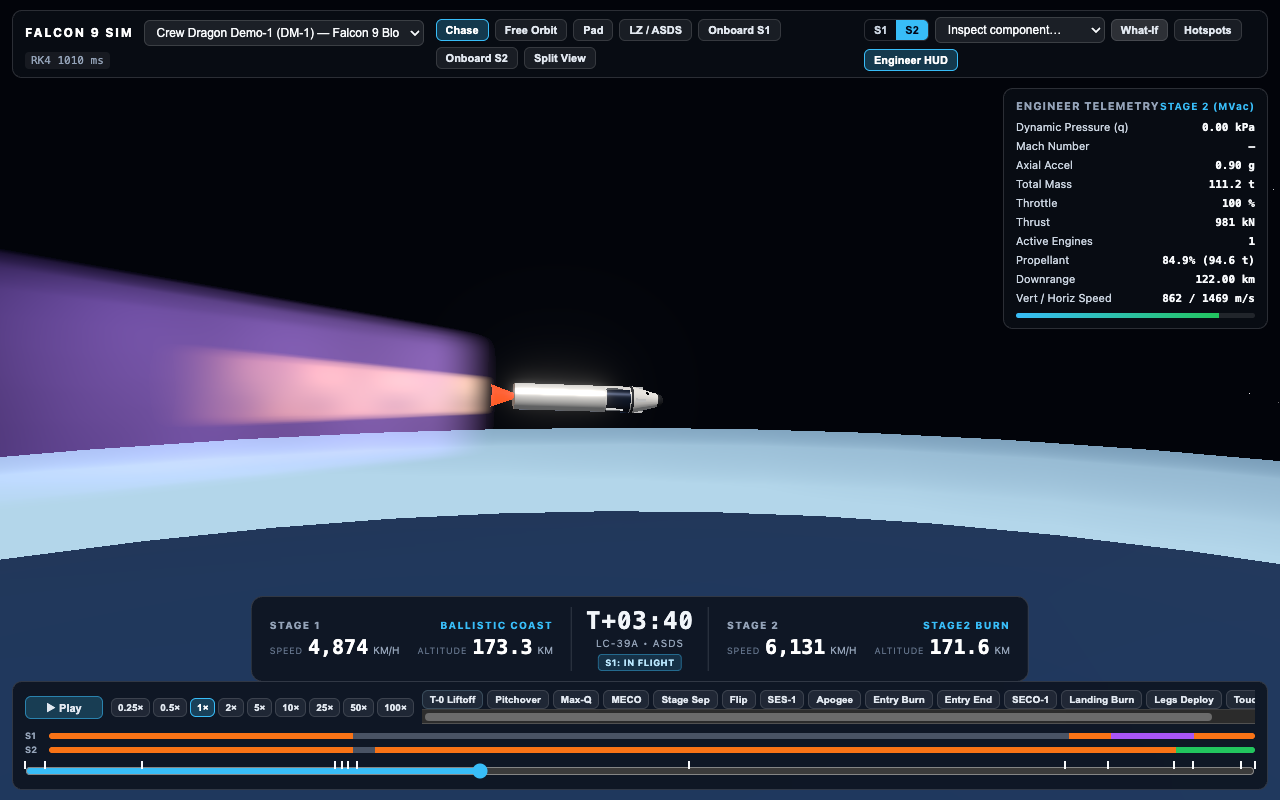 FALCON 9 SIM
Crew Dragon Demo-1 (DM-1) — Falcon 9 Blo
RK4 1010 ms
Chase
Free Orbit
Pad
LZ / ASDS
Onboard S1
Onboard S2
Split View
S1
S2
Inspect component…
What-If
Hotspots
Engineer HUD
ENGINEER TELEMETRY STAGE 2 (MVac)
Dynamic Pressure (q) 0.00 kPa
Mach Number —
Axial Accel 0.90 g
Total Mass 111.2 t
Throttle 100 %
Thrust 981 kN
Active Engines 1
Propellant 84.9% (94.6 t)
Downrange 122.00 km
Vert / Horiz Speed 862 / 1469 m/s
STAGE 1 BALLISTIC COAST
SPEED 4,874 KM/H ALTITUDE 173.3 KM
T+03:40
LC-39A • ASDS
S1: IN FLIGHT
STAGE 2 STAGE2 BURN
SPEED 6,131 KM/H ALTITUDE 171.6 KM
▶ Play
0.25×
0.5×
1×
2×
5×
10×
25×
50×
100×
T-0 Liftoff
Pitchover
Max-Q
MECO
Stage Sep
Flip
SES-1
Apogee
Entry Burn
Entry End
SECO-1
Landing Burn
Legs Deploy
Touc
S1
S2